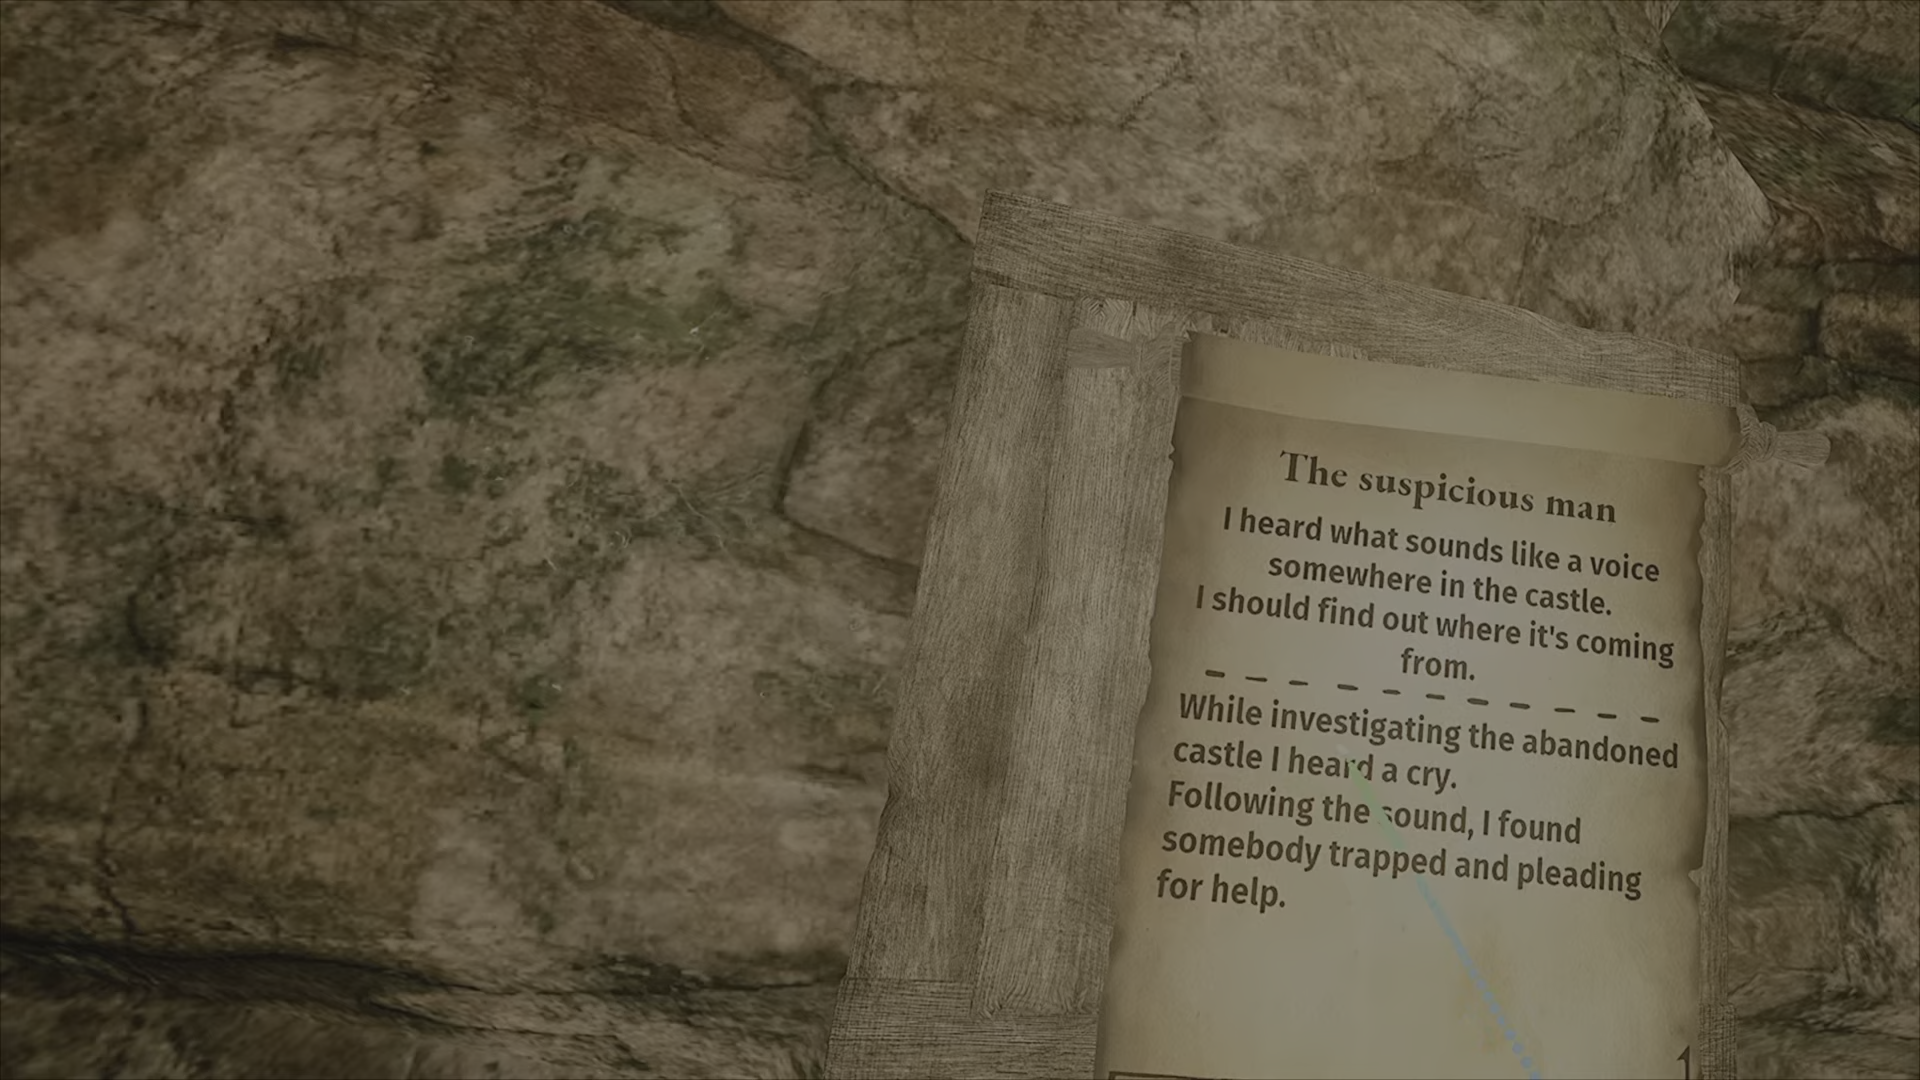 The suspicious man
I heard what sounds like a voice
somewhere in the castle.
I should find out where it's coming
from.
While investigating the abandoned
castle I heard a cry.
Following the sound, I found
somebody trapped and pleading
for help.